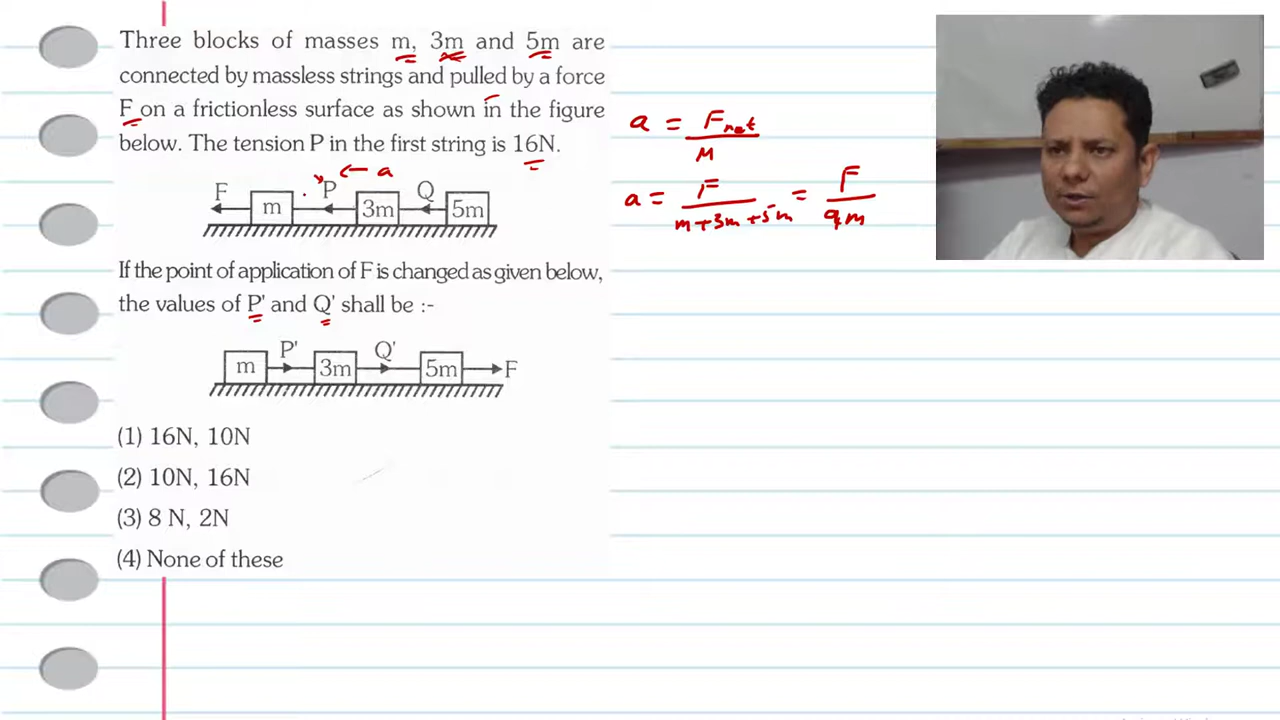 Three blocks of masses m, 3m and 5m are
connected by massless strings and pulled by a force
F on a frictionless surface as shown in the figure
below. The tension P in the first string is 16N.
a = Fnet / M
← a
F P Q
m 3m 5m
a = F / m+3m+5m = F / 9m
If the point of application of F is changed as given below,
the values of P' and Q' shall be :-
P' Q'
m 3m 5m F
(1) 16N, 10N
(2) 10N, 16N
(3) 8 N, 2N
(4) None of these